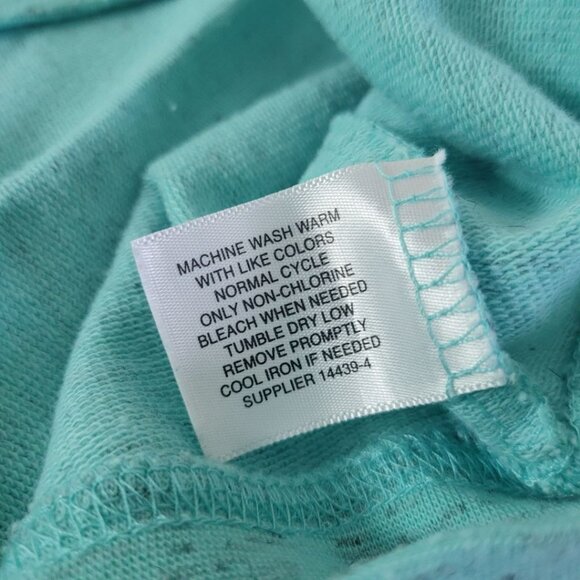 MACHINE WASH WARM
WITH LIKE COLORS
NORMAL CYCLE
ONLY NON-CHLORINE
BLEACH WHEN NEEDED
TUMBLE DRY LOW
REMOVE PROMPTLY
COOL IRON IF NEEDED
SUPPLIER 14439-4